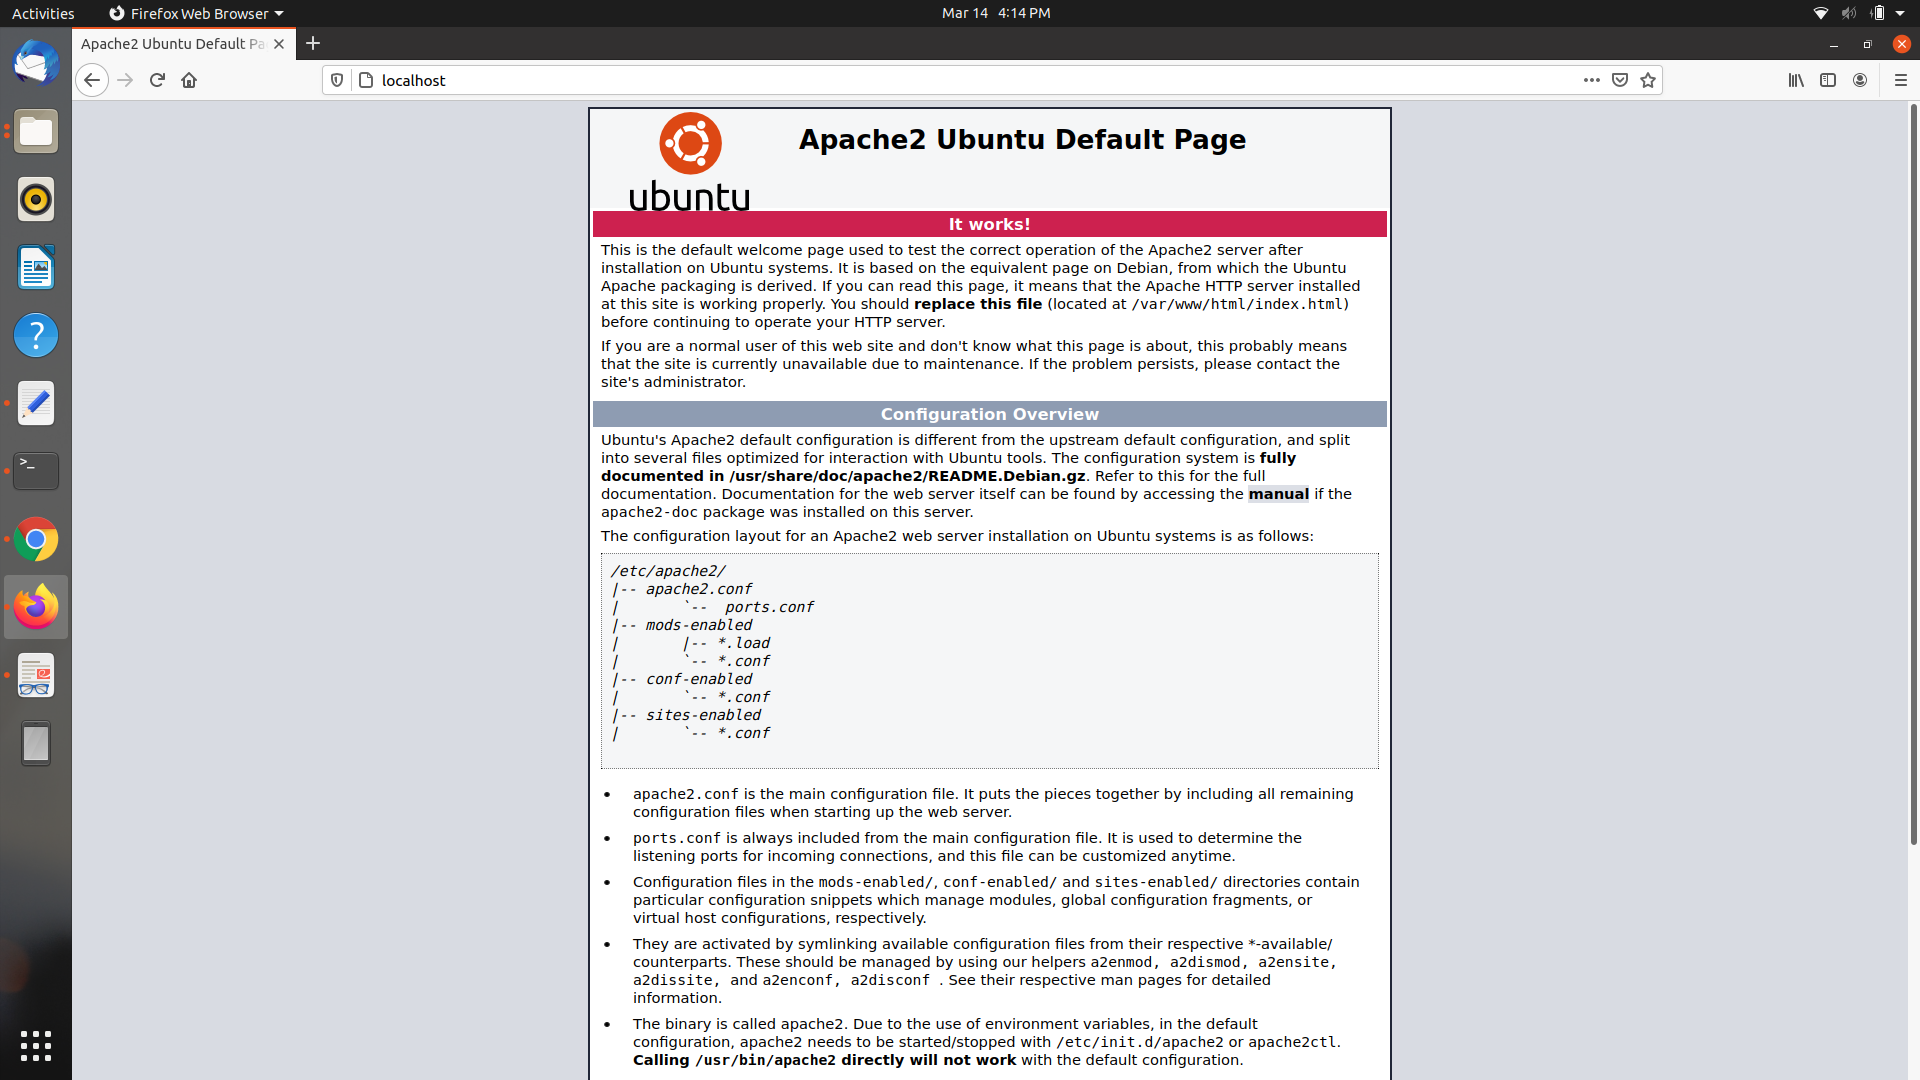 Activities
Firefox Web Browser
Mar 14 4:14 PM
Apache2 Ubuntu Default Pa
localhost
ubuntu
Apache2 Ubuntu Default Page
It works!
This is the default welcome page used to test the correct operation of the Apache2 server after
installation on Ubuntu systems. It is based on the equivalent page on Debian, from which the Ubuntu
Apache packaging is derived. If you can read this page, it means that the Apache HTTP server installed
at this site is working properly. You should replace this file (located at /var/www/html/index.html)
before continuing to operate your HTTP server.
If you are a normal user of this web site and don't know what this page is about, this probably means
that the site is currently unavailable due to maintenance. If the problem persists, please contact the
site's administrator.
Configuration Overview
Ubuntu's Apache2 default configuration is different from the upstream default configuration, and split
into several files optimized for interaction with Ubuntu tools. The configuration system is fully
documented in /usr/share/doc/apache2/README.Debian.gz. Refer to this for the full
documentation. Documentation for the web server itself can be found by accessing the manual if the
apache2-doc package was installed on this server.
The configuration layout for an Apache2 web server installation on Ubuntu systems is as follows:
/etc/apache2/
|-- apache2.conf
|       `--  ports.conf
|-- mods-enabled
|       |-- *.load
|       `-- *.conf
|-- conf-enabled
|       `-- *.conf
|-- sites-enabled
|       `-- *.conf
• apache2.conf is the main configuration file. It puts the pieces together by including all remaining
configuration files when starting up the web server.
• ports.conf is always included from the main configuration file. It is used to determine the
listening ports for incoming connections, and this file can be customized anytime.
• Configuration files in the mods-enabled/, conf-enabled/ and sites-enabled/ directories contain
particular configuration snippets which manage modules, global configuration fragments, or
virtual host configurations, respectively.
• They are activated by symlinking available configuration files from their respective *-available/
counterparts. These should be managed by using our helpers a2enmod, a2dismod, a2ensite,
a2dissite, and a2enconf, a2disconf . See their respective man pages for detailed
information.
• The binary is called apache2. Due to the use of environment variables, in the default
configuration, apache2 needs to be started/stopped with /etc/init.d/apache2 or apache2ctl.
Calling /usr/bin/apache2 directly will not work with the default configuration.